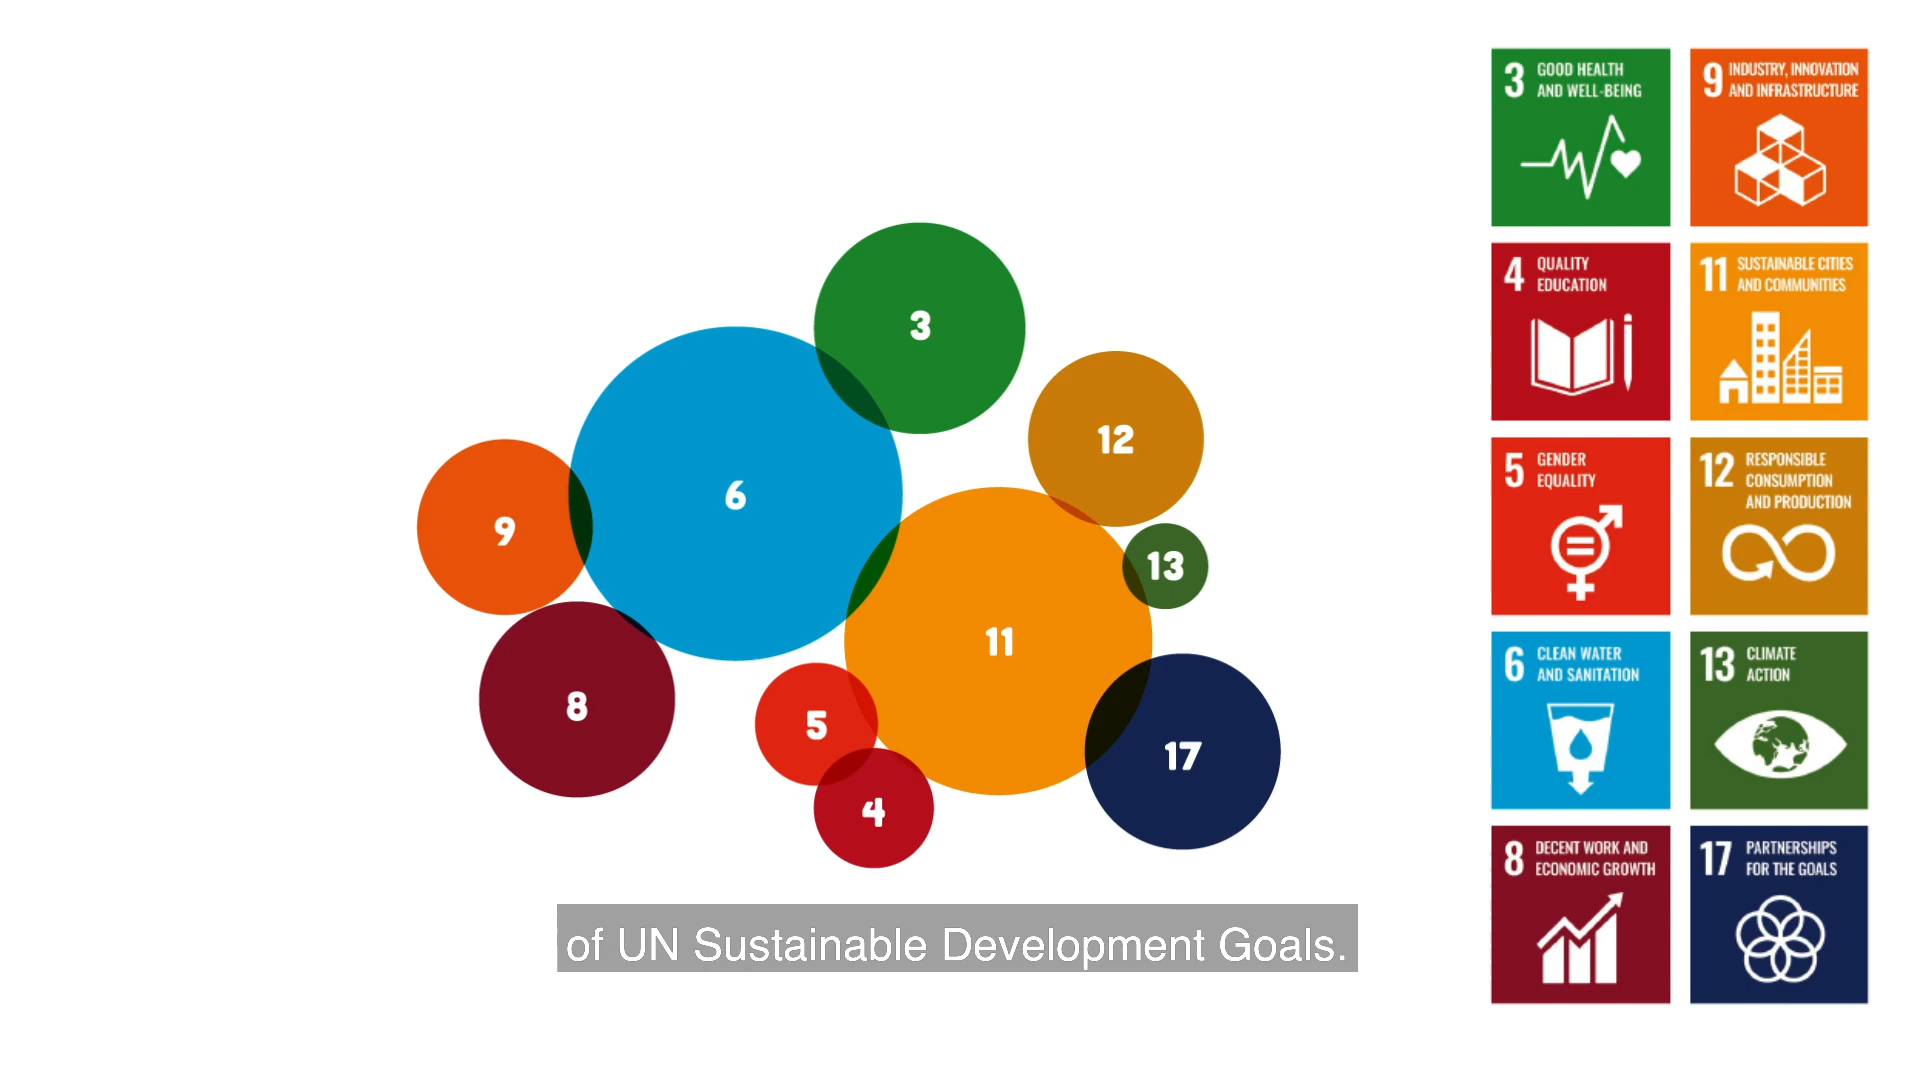 3
6
12
9
13
11
8
5
17
4
of UN Sustainable Development Goals.
3 GOOD HEALTH
AND WELL-BEING
9 INDUSTRY, INNOVATION
AND INFRASTRUCTURE
4 QUALITY
EDUCATION
11 SUSTAINABLE CITIES
AND COMMUNITIES
5 GENDER
EQUALITY
12 RESPONSIBLE
CONSUMPTION
AND PRODUCTION
6 CLEAN WATER
AND SANITATION
13 CLIMATE
ACTION
8 DECENT WORK AND
ECONOMIC GROWTH
17 PARTNERSHIPS
FOR THE GOALS